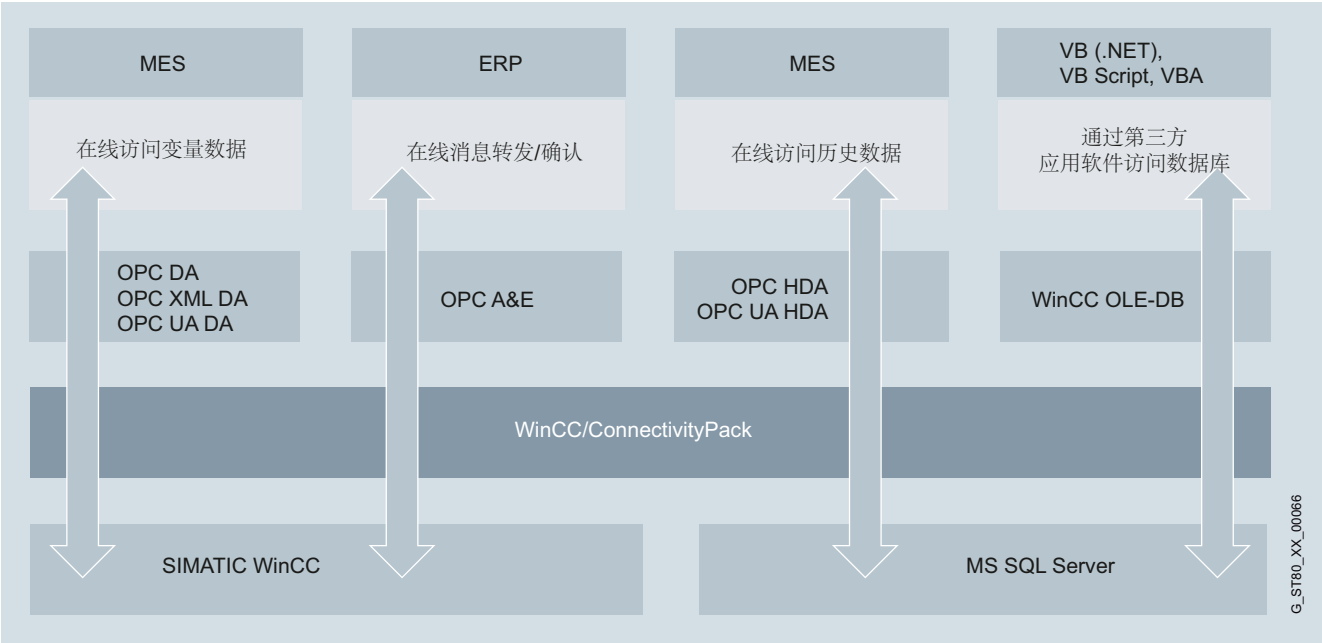 MES
ERP
MES
VB (.NET),
VB Script, VBA
在线访问变量数据
在线消息转发/确认
在线访问历史数据
通过第三方
应用软件访问数据库
OPC DA
OPC XML DA
OPC UA DA
OPC A&E
OPC HDA
OPC UA HDA
WinCC OLE-DB
WinCC/ConnectivityPack
SIMATIC WinCC
MS SQL Server
G_ST80_XX_00066